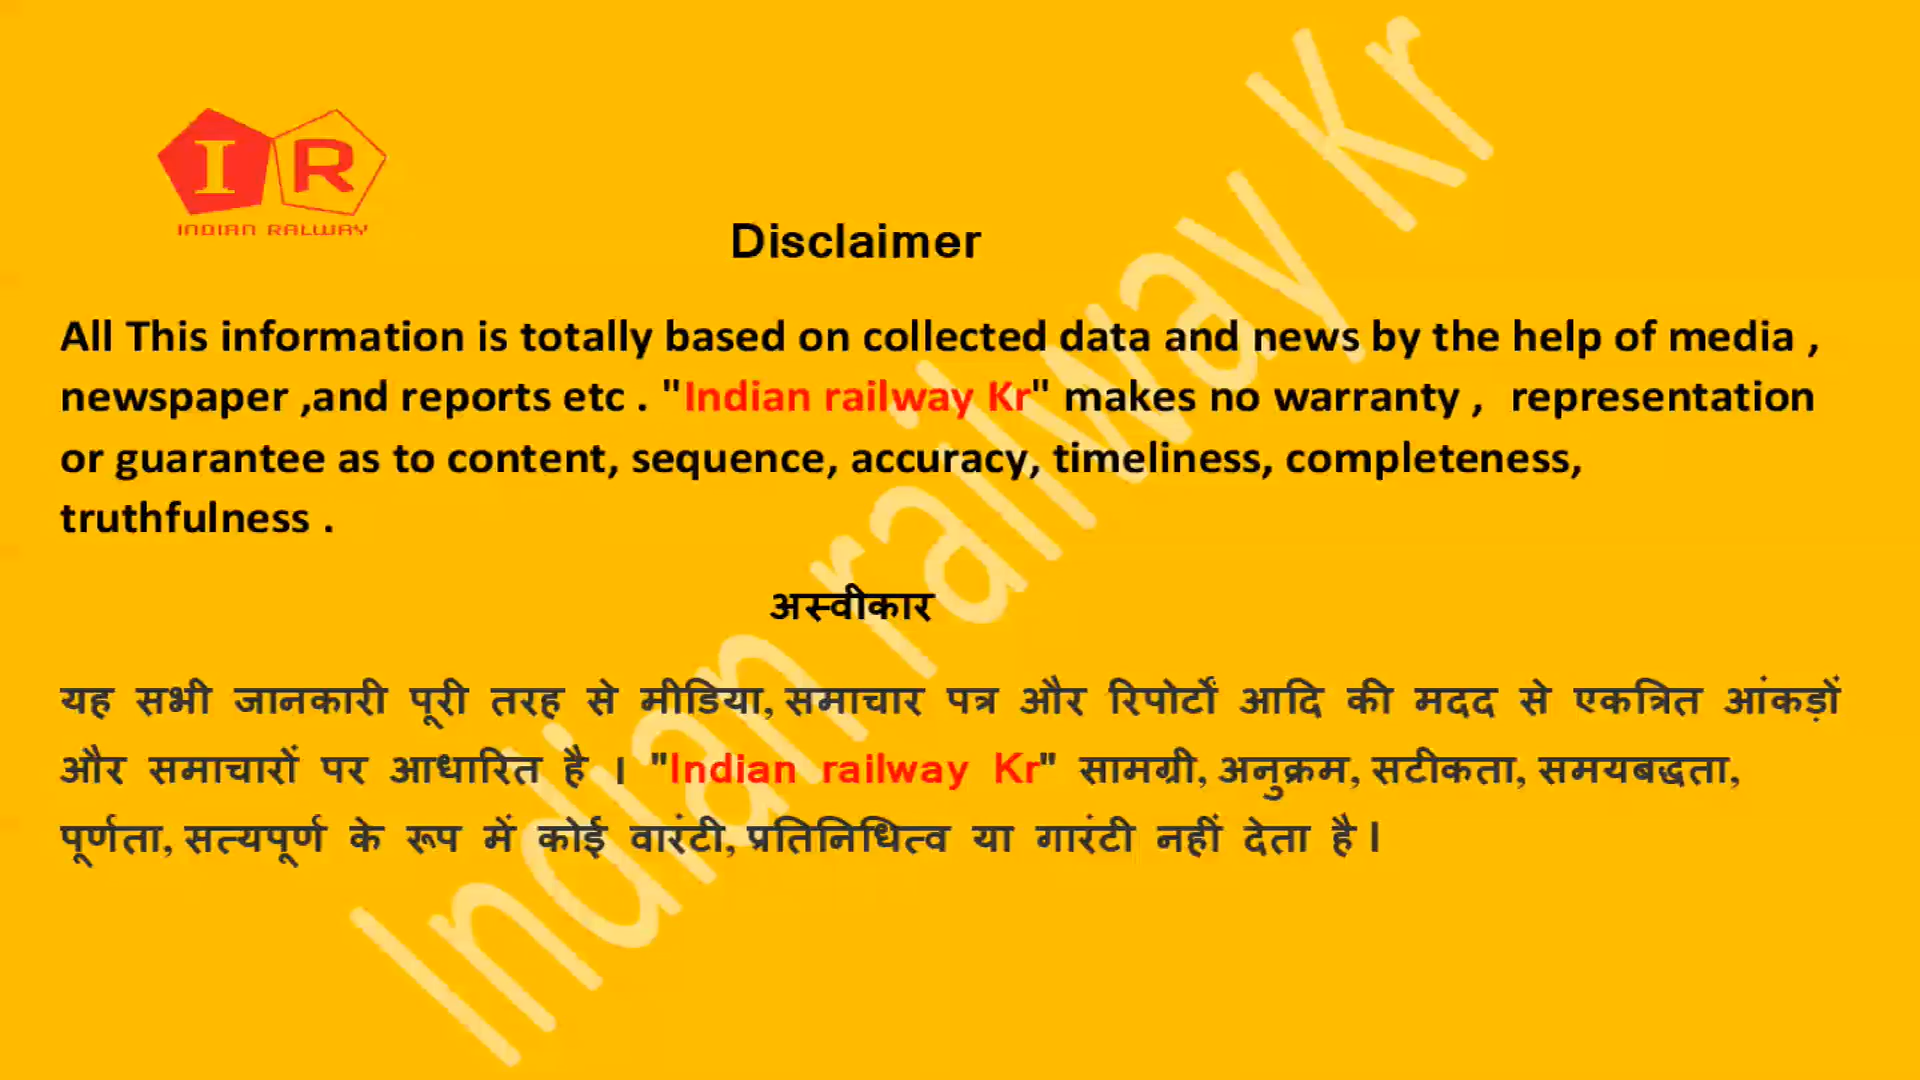 I R
INDIAN RALWAY
Disclaimer
All This information is totally based on collected data and news by the help of media ,
newspaper ,and reports etc . "Indian railway Kr" makes no warranty , representation
or guarantee as to content, sequence, accuracy, timeliness, completeness,
truthfulness .
अस्वीकार
यह सभी जानकारी पूरी तरह से मीडिया, समाचार पत्र और रिपोर्टों आदि की मदद से एकत्रित आंकड़ों
और समाचारों पर आधारित है । "Indian railway Kr" सामग्री, अनुक्रम, सटीकता, समयबद्धता,
पूर्णता, सत्यपूर्ण के रूप में कोई वारंटी, प्रतिनिधित्व या गारंटी नहीं देता है ।
Indian railway Kr